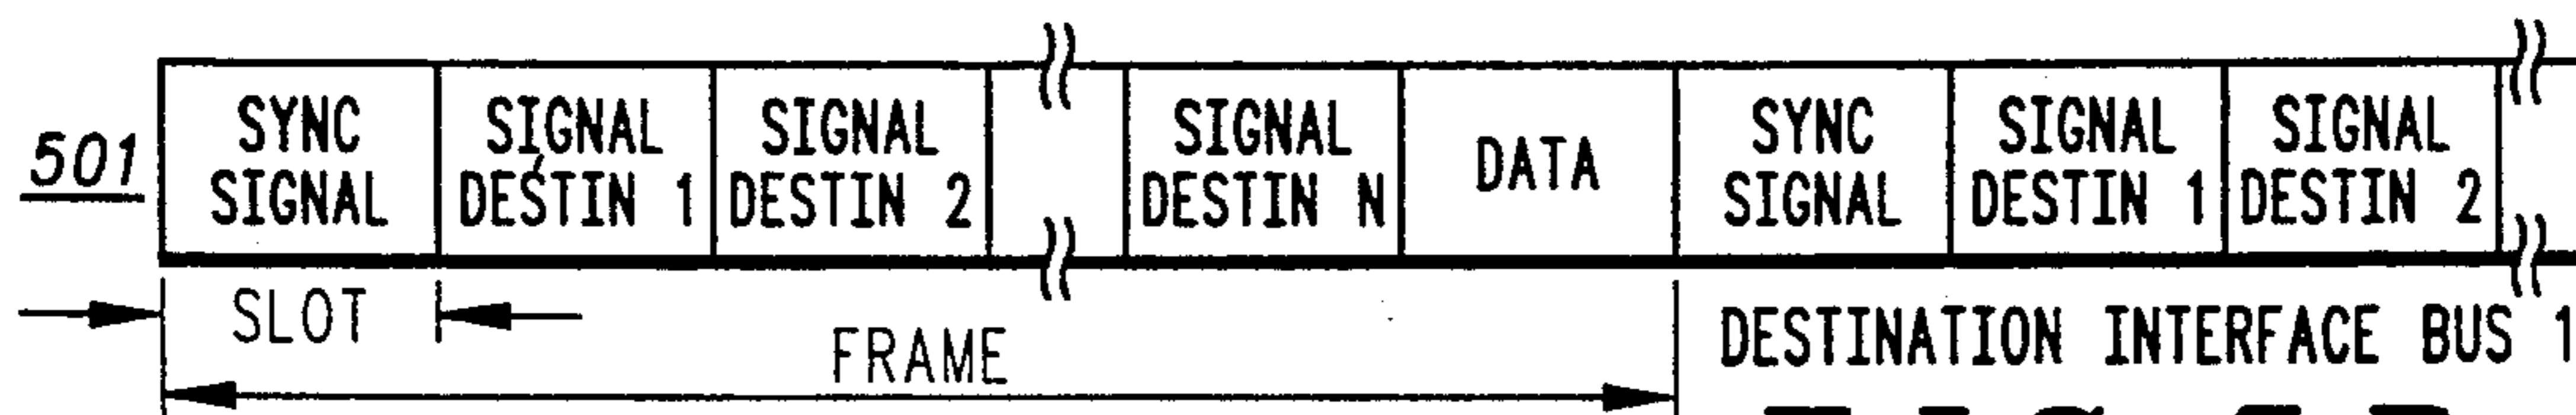 501
SYNC SIGNAL
SIGNAL DESTIN 1
SIGNAL DESTIN 2
SIGNAL DESTIN N
DATA
SYNC SIGNAL
SIGNAL DESTIN 1
SIGNAL DESTIN 2
SLOT
FRAME
DESTINATION INTERFACE BUS 1